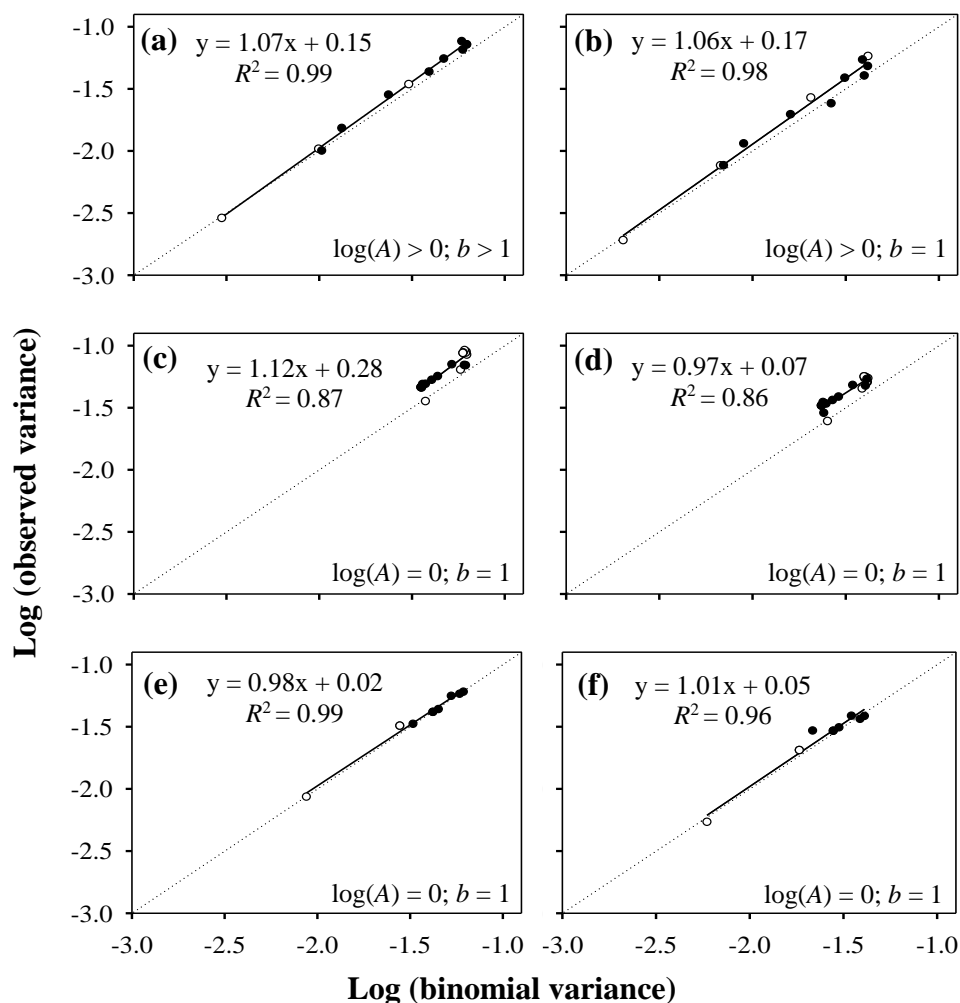 (a) y = 1.07x + 0.15
R² = 0.99
log(A) > 0; b > 1
-1.0
-1.5
-2.0
-2.5
-3.0
(b) y = 1.06x + 0.17
R² = 0.98
log(A) > 0; b = 1
(c) y = 1.12x + 0.28
R² = 0.87
log(A) = 0; b = 1
-1.0
-1.5
-2.0
-2.5
-3.0
(d) y = 0.97x + 0.07
R² = 0.86
log(A) = 0; b = 1
Log (observed variance)
(e) y = 0.98x + 0.02
R² = 0.99
log(A) = 0; b = 1
-1.0
-1.5
-2.0
-2.5
-3.0
(f) y = 1.01x + 0.05
R² = 0.96
log(A) = 0; b = 1
-3.0 -2.5 -2.0 -1.5 -1.0 -3.0 -2.5 -2.0 -1.5 -1.0
Log (binomial variance)